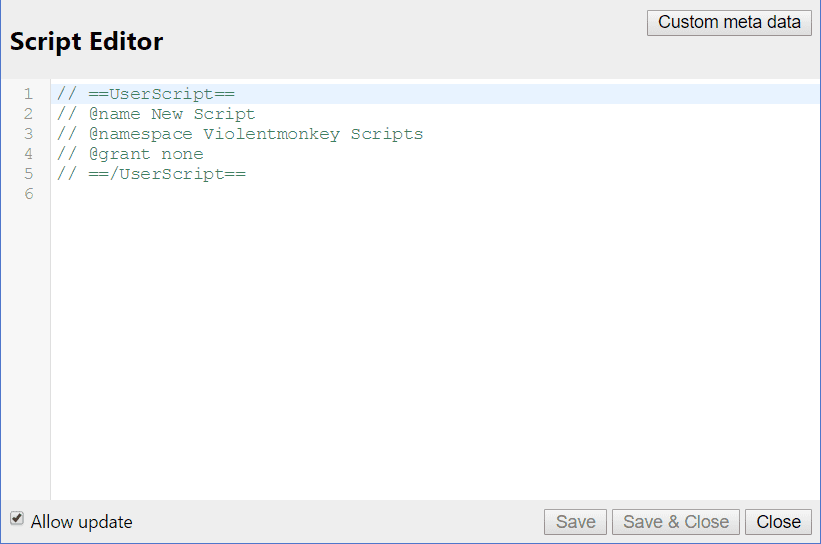 Script Editor
Custom meta data
1 // ==UserScript==
2 // @name New Script
3 // @namespace Violentmonkey Scripts
4 // @grant none
5 // ==/UserScript==
6
Allow update
Save
Save & Close
Close